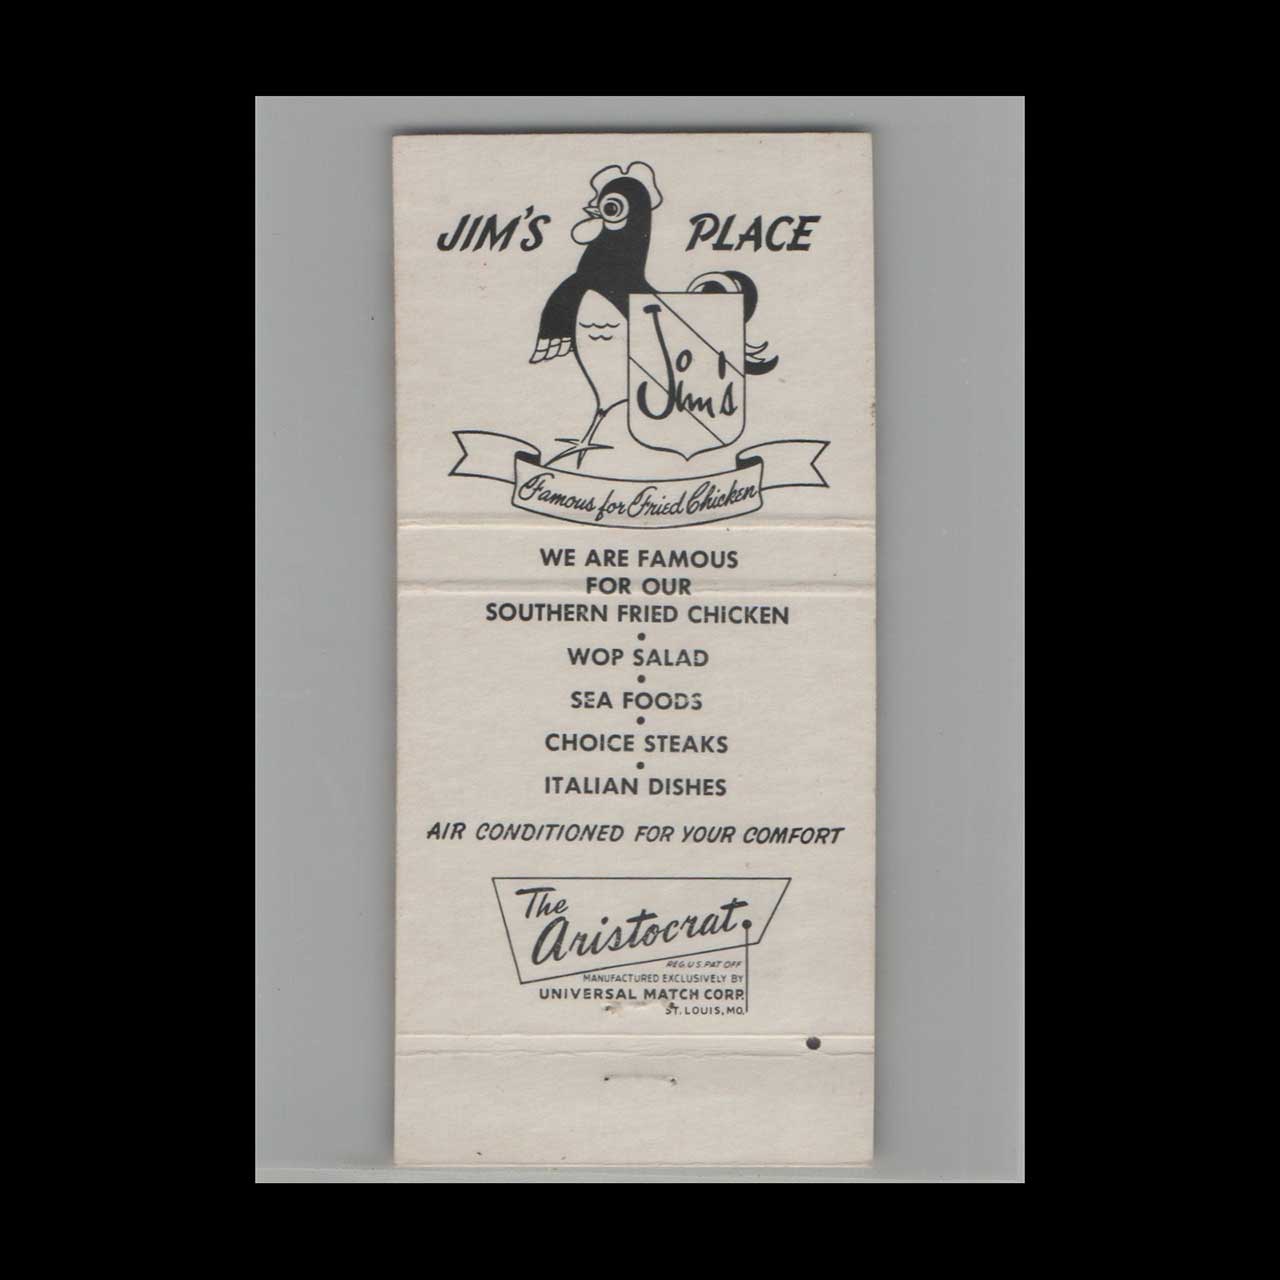 JIM'S PLACE
Jim's
Famous for Fried Chicken
WE ARE FAMOUS
FOR OUR
SOUTHERN FRIED CHICKEN
•
WOP SALAD
•
SEA FOODS
•
CHOICE STEAKS
•
ITALIAN DISHES
AIR CONDITIONED FOR YOUR COMFORT
The
Aristocrat
REG. U.S. PAT OFF
MANUFACTURED EXCLUSIVELY BY
UNIVERSAL MATCH CORP.
ST. LOUIS, MO.